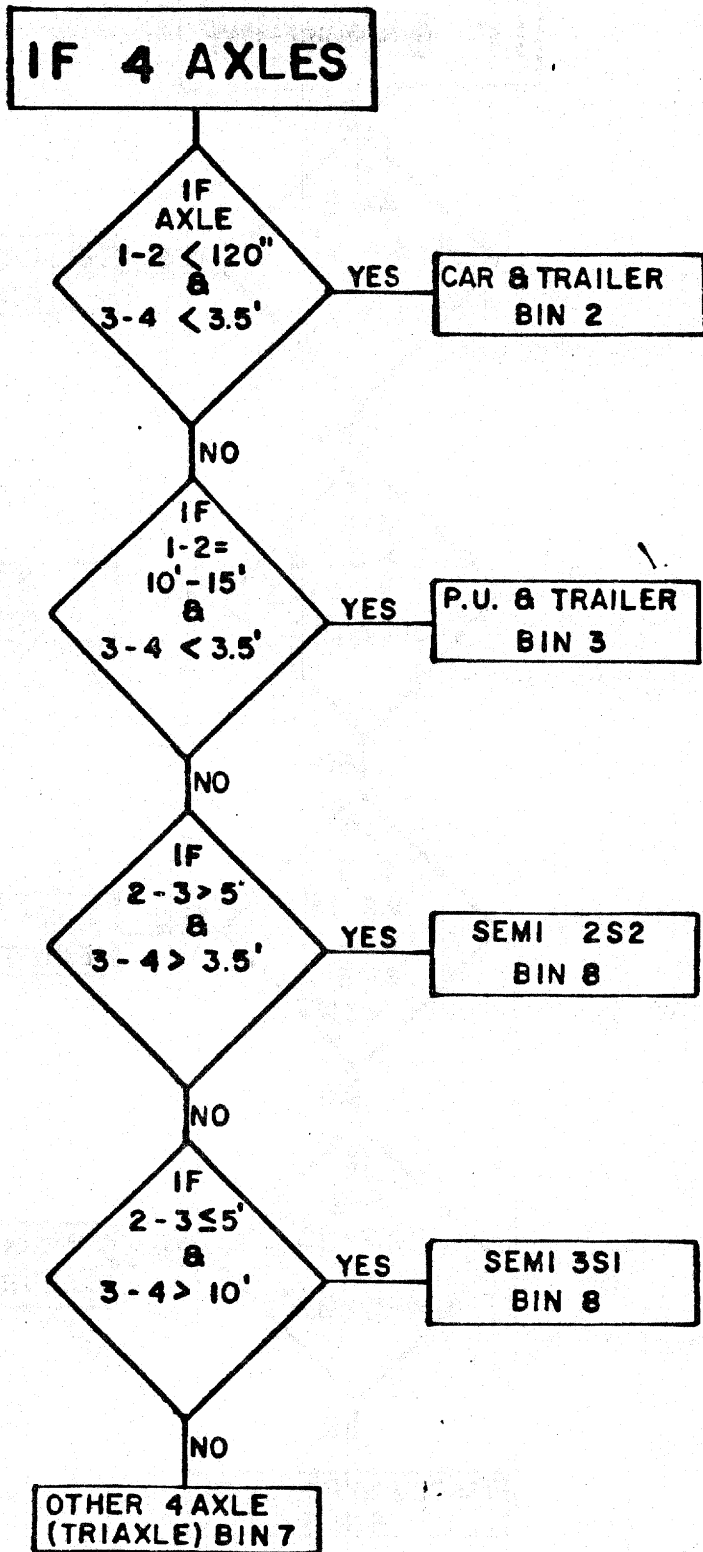 IF 4 AXLES
IF
AXLE
1-2 < 120"
&
3-4 < 3.5'
YES
CAR & TRAILER
BIN 2
NO
IF
1-2=
10'-15'
&
3-4 < 3.5'
YES
P.U. & TRAILER
BIN 3
NO
IF
2-3 > 5'
&
3-4 > 3.5'
YES
SEMI 2S2
BIN 8
NO
IF
2-3 ≤ 5'
&
3-4 > 10'
YES
SEMI 3S1
BIN 8
NO
OTHER 4 AXLE
(TRIAXLE) BIN 7